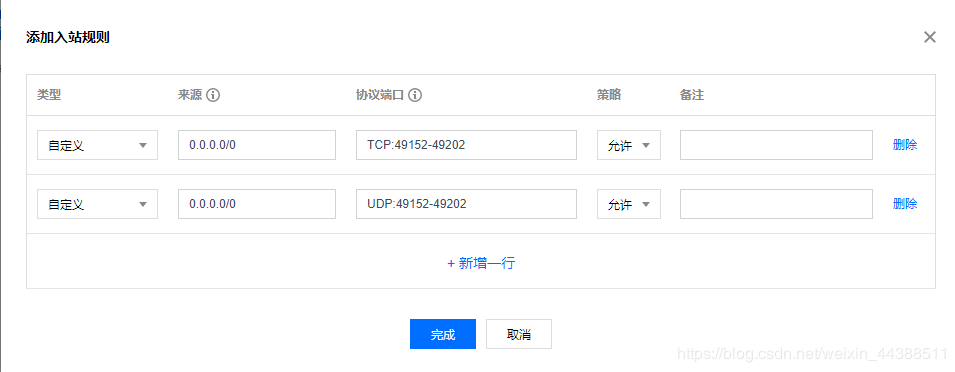 添加入站规则
类型 来源 协议端口 策略 备注
自定义 0.0.0.0/0 TCP:49152-49202 允许 删除
自定义 0.0.0.0/0 UDP:49152-49202 允许 删除
+ 新增一行
完成 取消
https://blog.csdn.net/weixin_44388511